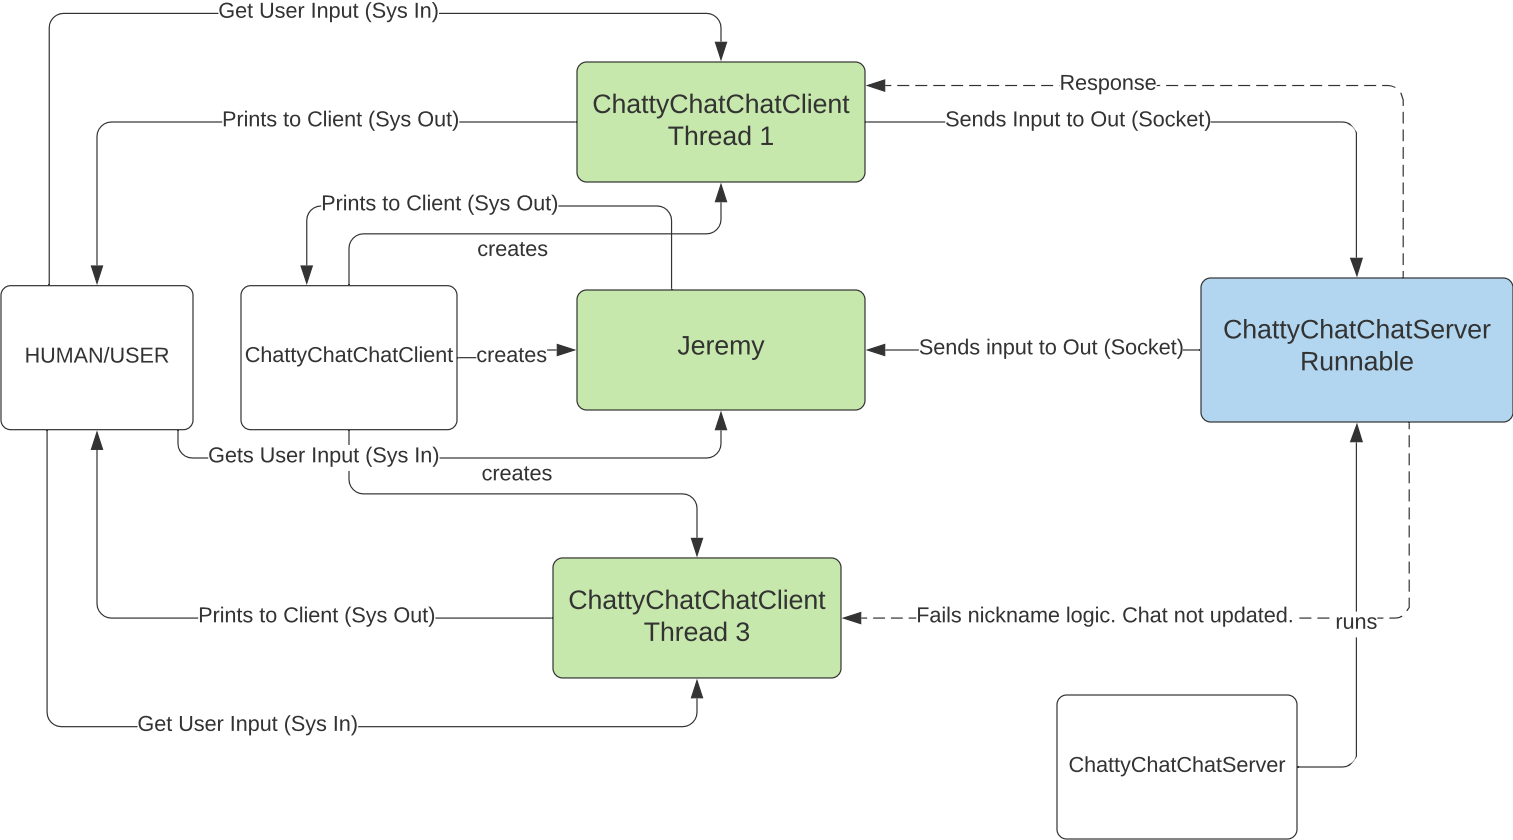 Get User Input (Sys In)
ChattyChatChatClient
Thread 1
Response
Prints to Client (Sys Out)
Sends Input to Out (Socket)
Prints to Client (Sys Out)
creates
HUMAN/USER
ChattyChatChatClient
creates
Jeremy
Sends input to Out (Socket)
ChattyChatChatServer
Runnable
Gets User Input (Sys In)
creates
ChattyChatChatClient
Thread 3
Prints to Client (Sys Out)
Fails nickname logic. Chat not updated.
runs
Get User Input (Sys In)
ChattyChatChatServer